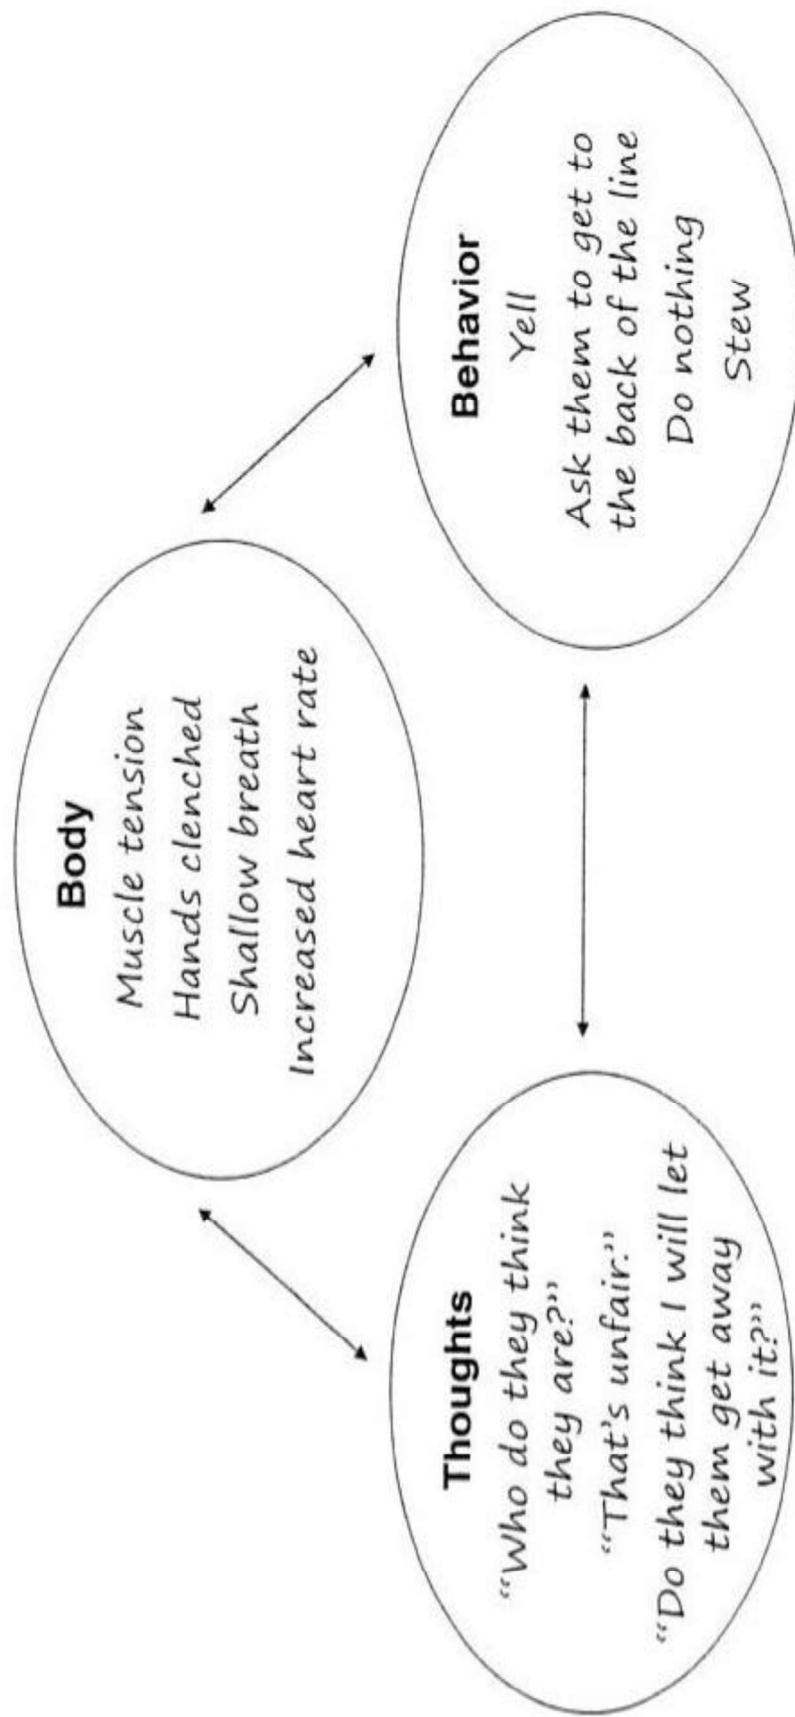 Body
Muscle tension
Hands clenched
Shallow breath
Increased heart rate
Thoughts
“Who do they think
they are?”
“That’s unfair.”
“Do they think I will let
them get away
with it?”
Behavior
Yell
Ask them to get to
the back of the line
Do nothing
Stew